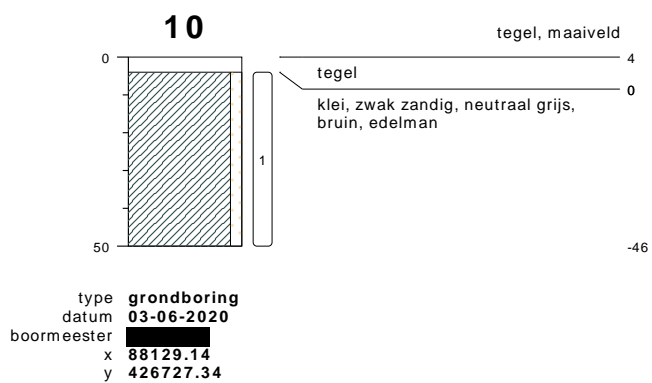 10
tegel, maaiveld
0
4
tegel
0
klei, zwak zandig, neutraal grijs,
bruin, edelman
1
50
-46
type grondboring
datum 03-06-2020
boormeester
x 88129.14
y 426727.34